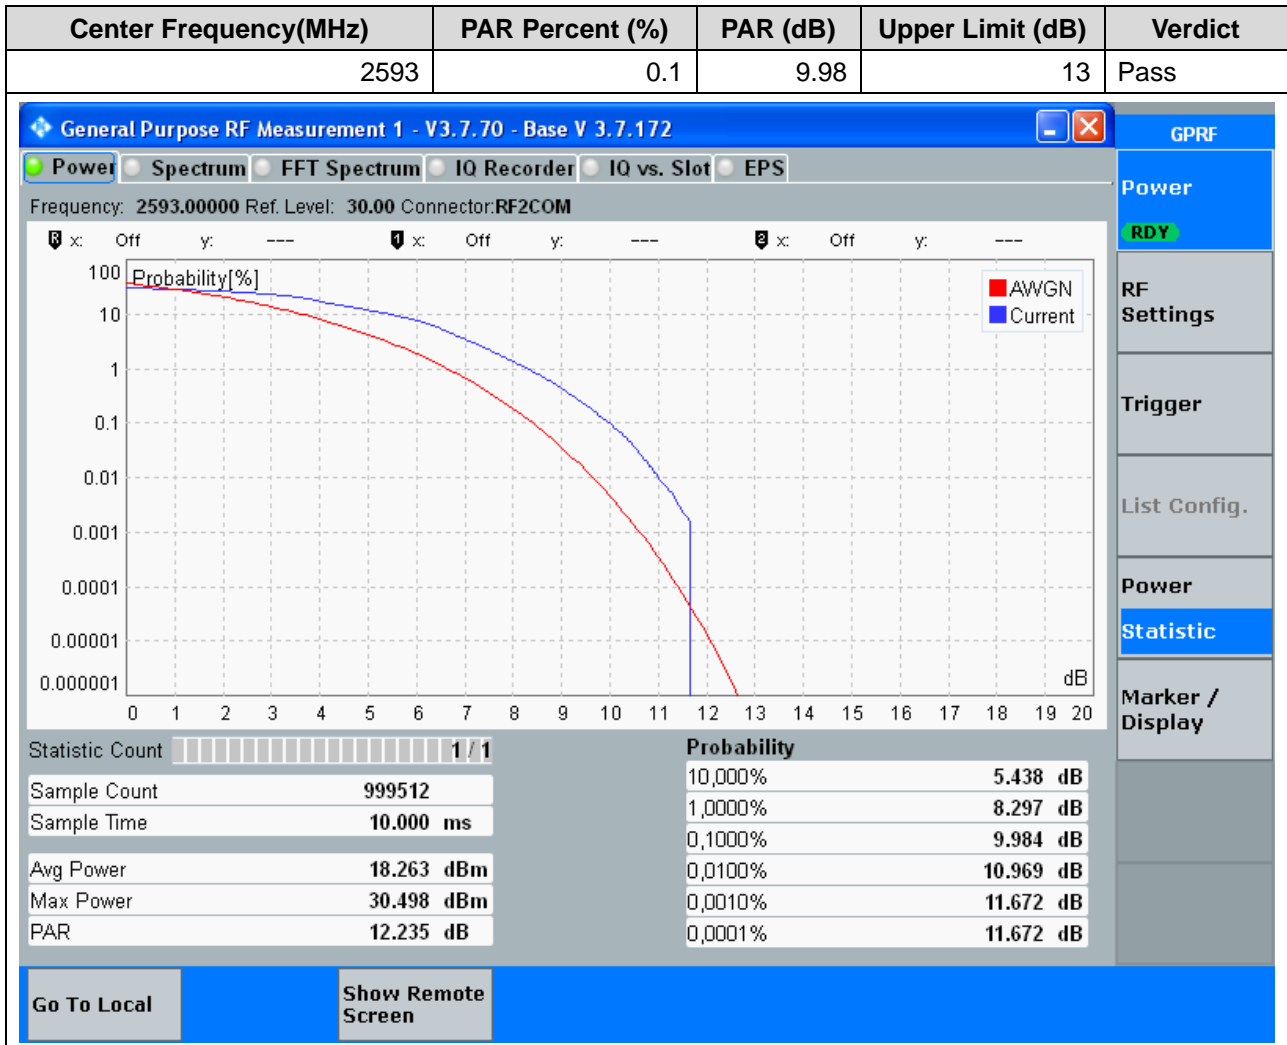 Center Frequency(MHz) PAR Percent (%) PAR (dB) Upper Limit (dB) Verdict
2593 0.1 9.98 13 Pass
General Purpose RF Measurement 1 - V3.7.70 - Base V 3.7.172
GPRF
Power Spectrum FFT Spectrum IQ Recorder IQ vs. Slot EPS
Power
RDY
Frequency: 2593.00000 Ref. Level: 30.00 Connector:RF2COM
R x: Off y: --- 1 x: Off y: --- 2 x: Off y: ---
Probability[%]
AWGN
Current
100
10
1
0.1
0.01
0.001
0.0001
0.00001
0.000001
dB
0 1 2 3 4 5 6 7 8 9 10 11 12 13 14 15 16 17 18 19 20
RF
Settings
Trigger
List Config.
Power
Statistic
Marker /
Display
Statistic Count 1 / 1
Sample Count 999512
Sample Time 10.000 ms
Avg Power 18.263 dBm
Max Power 30.498 dBm
PAR 12.235 dB
Probability
10,000% 5.438 dB
1,0000% 8.297 dB
0,1000% 9.984 dB
0,0100% 10.969 dB
0,0010% 11.672 dB
0,0001% 11.672 dB
Go To Local
Show Remote
Screen